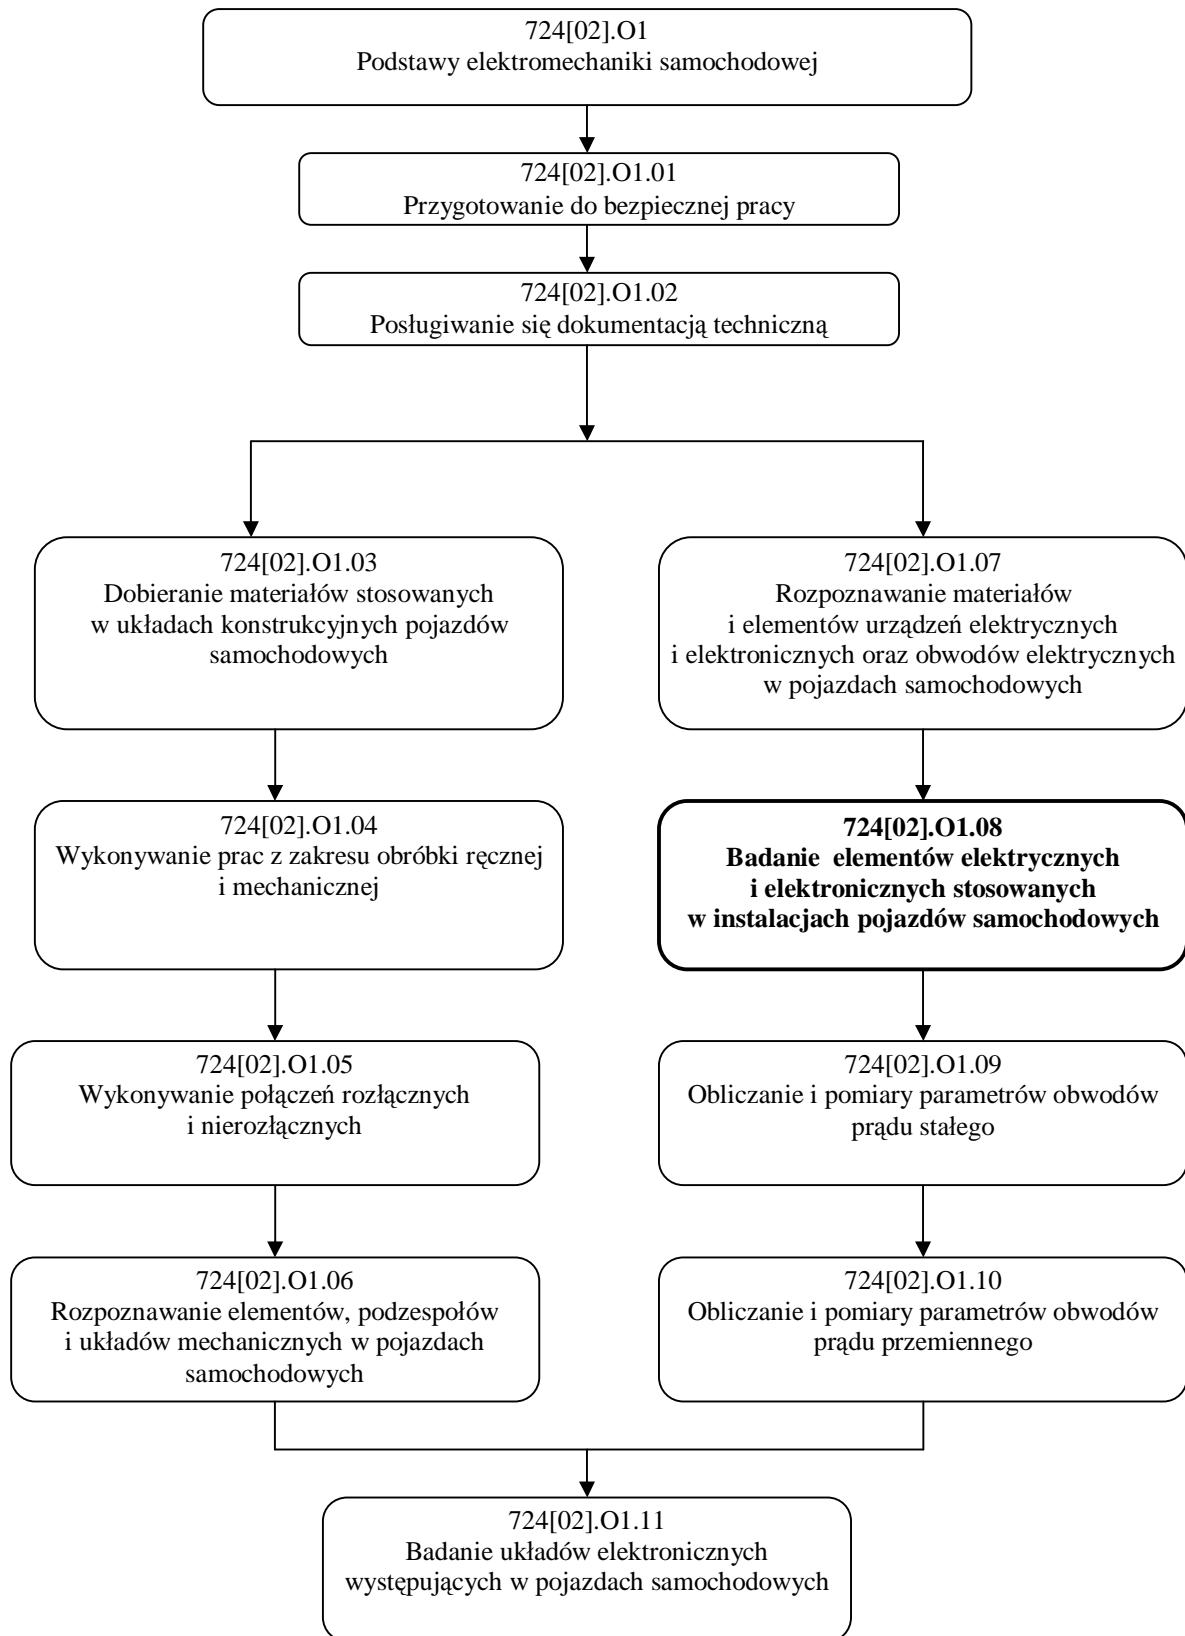 724[02].O1
Podstawy elektromechaniki samochodowej
724[02].O1.01
Przygotowanie do bezpiecznej pracy
724[02].O1.02
Posługiwanie się dokumentacją techniczną
724[02].O1.03
Dobieranie materiałów stosowanych
w układach konstrukcyjnych pojazdów
samochodowych
724[02].O1.07
Rozpoznawanie materiałów
i elementów urządzeń elektrycznych
i elektronicznych oraz obwodów elektrycznych
w pojazdach samochodowych
724[02].O1.04
Wykonywanie prac z zakresu obróbki ręcznej
i mechanicznej
724[02].O1.08
Badanie elementów elektrycznych
i elektronicznych stosowanych
w instalacjach pojazdów samochodowych
724[02].O1.05
Wykonywanie połączeń rozłącznych
i nierozłącznych
724[02].O1.09
Obliczanie i pomiary parametrów obwodów
prądu stałego
724[02].O1.06
Rozpoznawanie elementów, podzespołów
i układów mechanicznych w pojazdach
samochodowych
724[02].O1.10
Obliczanie i pomiary parametrów obwodów
prądu przemiennego
724[02].O1.11
Badanie układów elektronicznych
występujących w pojazdach samochodowych